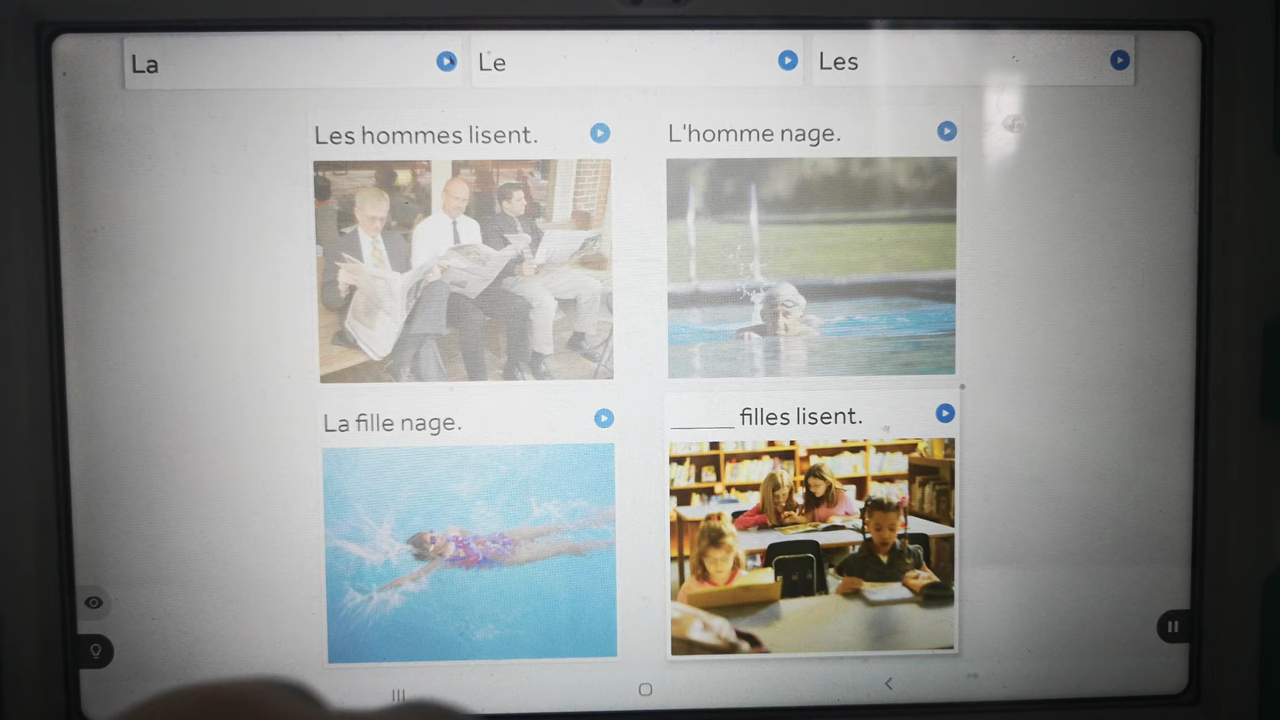 La
Le
Les
Les hommes lisent.
L'homme nage.
La fille nage.
_____ filles lisent.